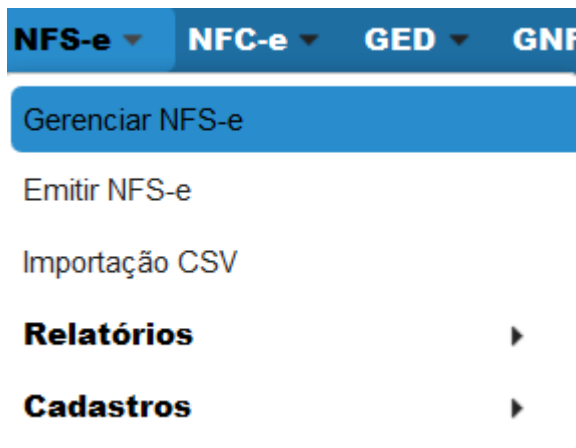 NFS-e NFC-e GED
Gerenciar NFS-e
Emitir NFS-e
Importação CSV
Relatórios
Cadastros